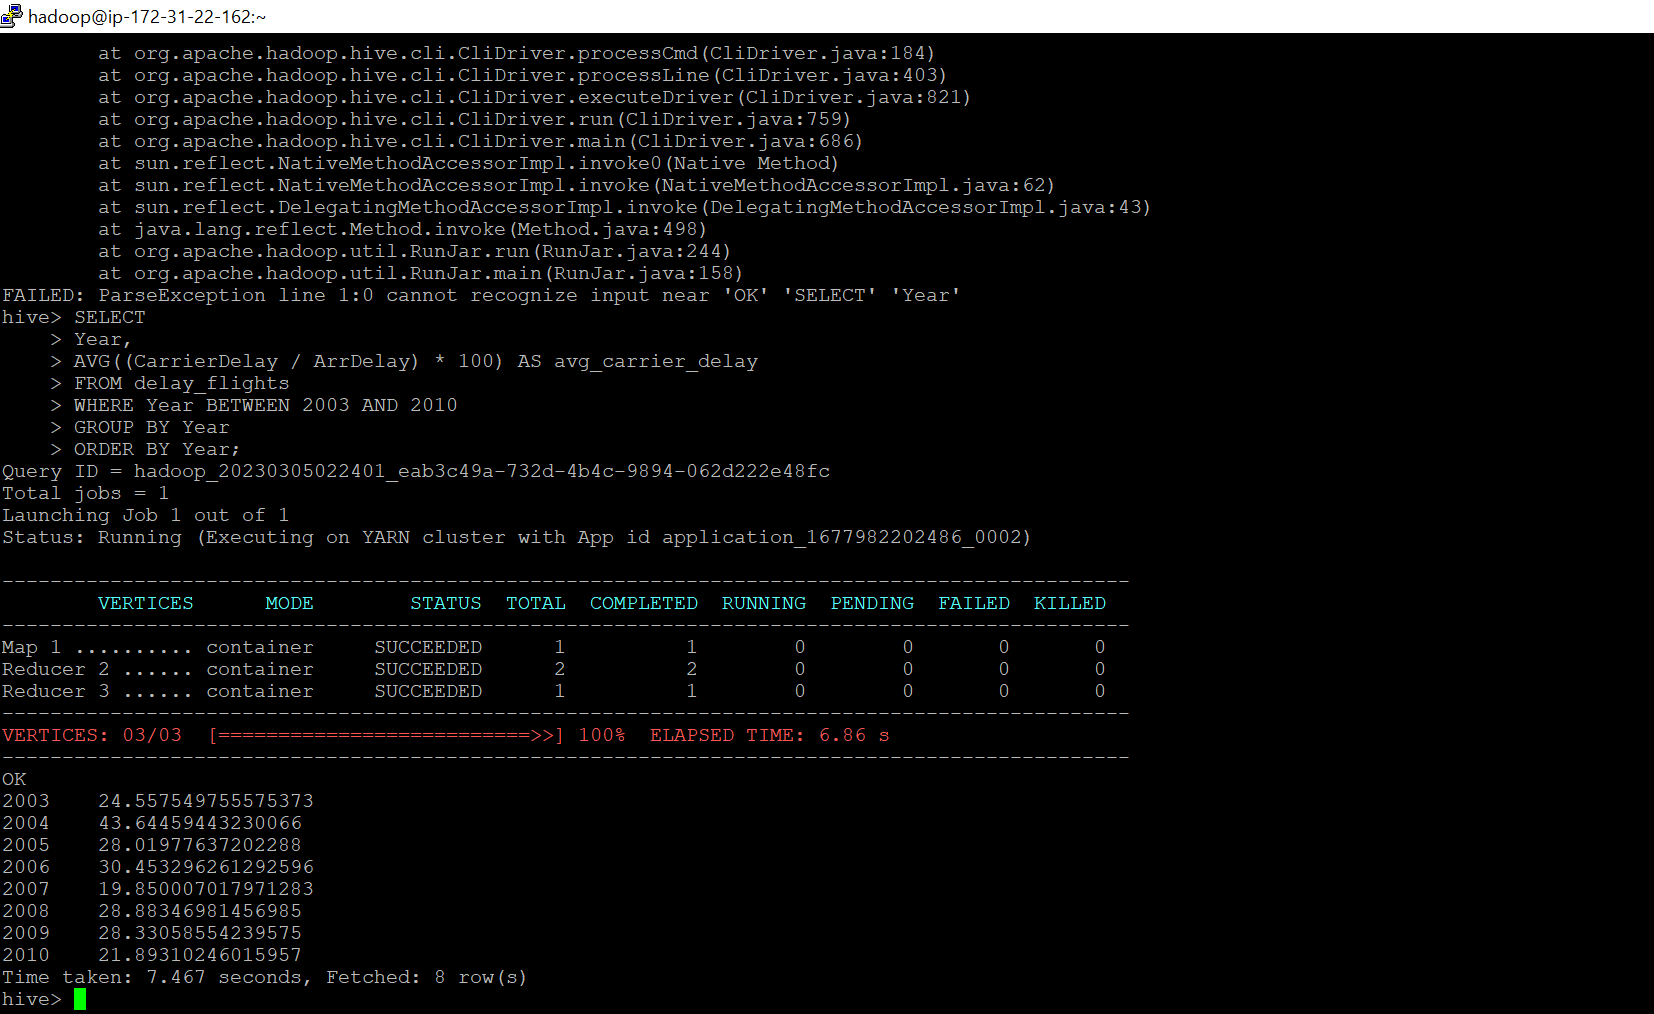 hadoop@ip-172-31-22-162:~
        at org.apache.hadoop.hive.cli.CliDriver.processCmd(CliDriver.java:184)
        at org.apache.hadoop.hive.cli.CliDriver.processLine(CliDriver.java:403)
        at org.apache.hadoop.hive.cli.CliDriver.executeDriver(CliDriver.java:821)
        at org.apache.hadoop.hive.cli.CliDriver.run(CliDriver.java:759)
        at org.apache.hadoop.hive.cli.CliDriver.main(CliDriver.java:686)
        at sun.reflect.NativeMethodAccessorImpl.invoke0(Native Method)
        at sun.reflect.NativeMethodAccessorImpl.invoke(NativeMethodAccessorImpl.java:62)
        at sun.reflect.DelegatingMethodAccessorImpl.invoke(DelegatingMethodAccessorImpl.java:43)
        at java.lang.reflect.Method.invoke(Method.java:498)
        at org.apache.hadoop.util.RunJar.run(RunJar.java:244)
        at org.apache.hadoop.util.RunJar.main(RunJar.java:158)
FAILED: ParseException line 1:0 cannot recognize input near 'OK' 'SELECT' 'Year'
hive> SELECT
    > Year,
    > AVG((CarrierDelay / ArrDelay) * 100) AS avg_carrier_delay
    > FROM delay_flights
    > WHERE Year BETWEEN 2003 AND 2010
    > GROUP BY Year
    > ORDER BY Year;
Query ID = hadoop_20230305022401_eab3c49a-732d-4b4c-9894-062d222e48fc
Total jobs = 1
Launching Job 1 out of 1
Status: Running (Executing on YARN cluster with App id application_1677982202486_0002)
----------------------------------------------------------------------------------------------
        VERTICES      MODE        STATUS  TOTAL  COMPLETED  RUNNING  PENDING  FAILED  KILLED
----------------------------------------------------------------------------------------------
Map 1 .......... container     SUCCEEDED      1          1        0        0       0       0
Reducer 2 ...... container     SUCCEEDED      2          2        0        0       0       0
Reducer 3 ...... container     SUCCEEDED      1          1        0        0       0       0
----------------------------------------------------------------------------------------------
VERTICES: 03/03  [==========================>>] 100%  ELAPSED TIME: 6.86 s
----------------------------------------------------------------------------------------------
OK
2003    24.557549755575373
2004    43.64459443230066
2005    28.01977637202288
2006    30.453296261292596
2007    19.850007017971283
2008    28.88346981456985
2009    28.33058554239575
2010    21.89310246015957
Time taken: 7.467 seconds, Fetched: 8 row(s)
hive>